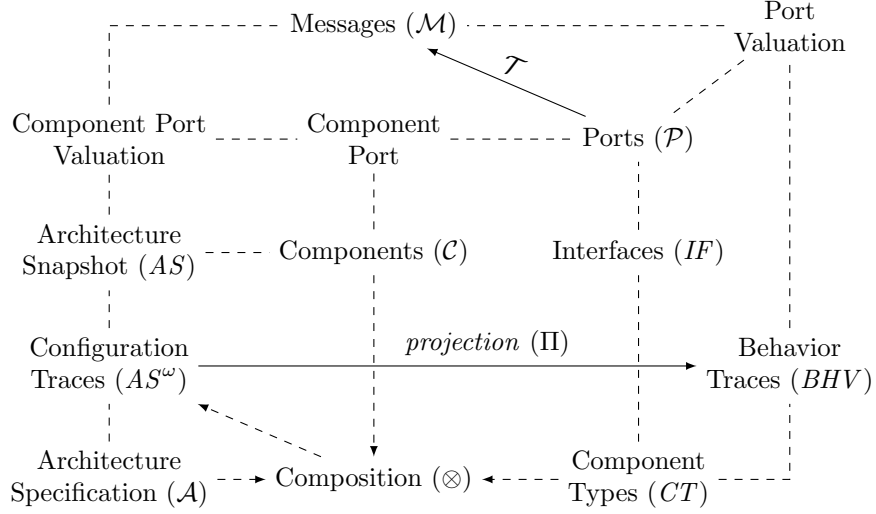 Messages (ℳ)
Port
Valuation
𝒯
Component Port
Valuation
Component
Port
Ports (𝒫)
Architecture
Snapshot (AS)
Components (𝒞)
Interfaces (IF)
Configuration
Traces (AS^ω)
projection (Π)
Behavior
Traces (BHV)
Architecture
Specification (𝒜)
Composition (⊗)
Component
Types (CT)